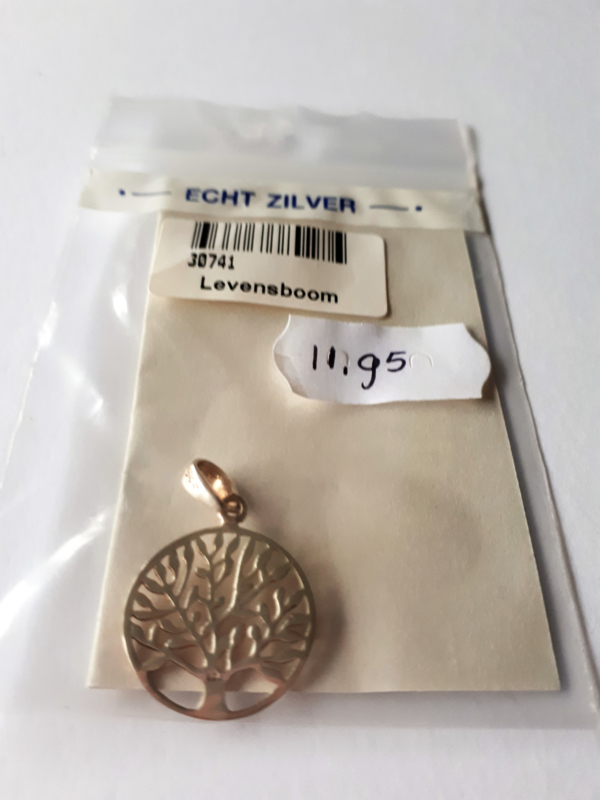 ECHT ZILVER
30741
Levensboom
11.95